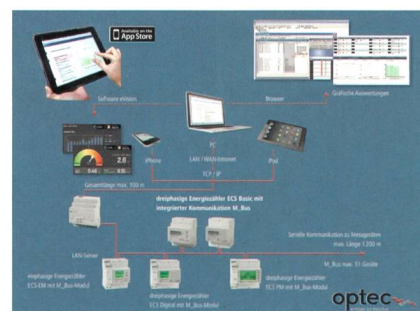 Available on the
App Store
Software eVision
Browser
Grafische Auswertungen
PC
iPhone
LAN / WAN-Internet
iPad
TCP / IP
Gesamtlänge max. 100 m
dreiphasige Energiezähler ECS Basic mit
integrierter Kommunikation M_Bus
Serielle Kommunikation zu Messgeräten
max. Länge 1.200 m
LAN-Server
M_Bus max. 31 Geräte
einphasige Energiezähler
ECS-EM mit M_Bus-Modul
dreiphasige Energiezähler
ECS Digital mit M_Bus-Modul
dreiphasige Energiezähler
ECS PM mit M_Bus-Modul
optec